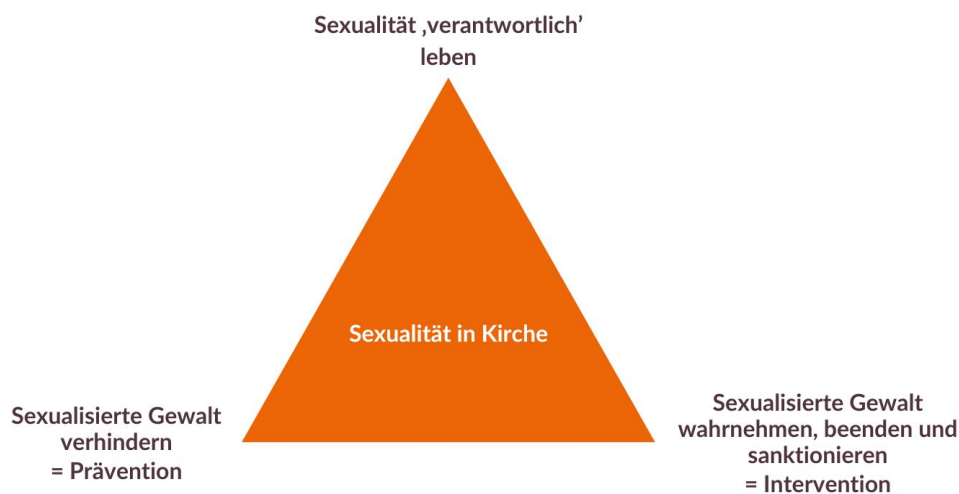 Sexualität ‚verantwortlich’
leben
Sexualität in Kirche
Sexualisierte Gewalt
verhindern
= Prävention
Sexualisierte Gewalt
wahrnehmen, beenden und
sanktionieren
= Intervention